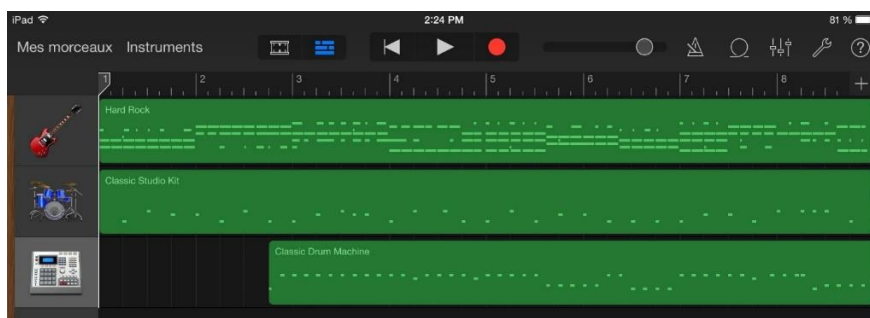 iPad 2:24 PM 81 %
Mes morceaux Instruments
1 2 3 4 5 6 7 8 +
Hard Rock
Classic Studio Kit
Classic Drum Machine